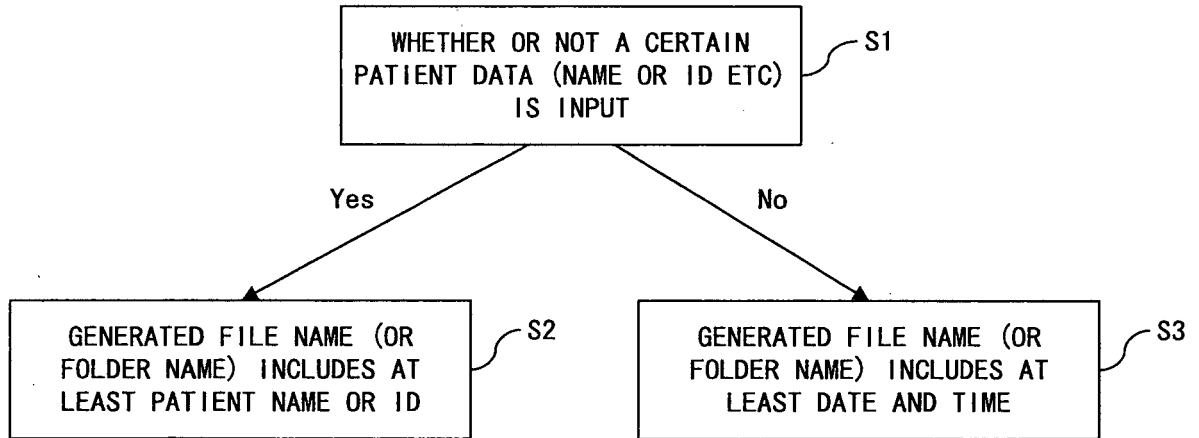 WHETHER OR NOT A CERTAIN
PATIENT DATA (NAME OR ID ETC)
IS INPUT
S1
Yes
No
GENERATED FILE NAME (OR
FOLDER NAME) INCLUDES AT
LEAST PATIENT NAME OR ID
S2
GENERATED FILE NAME (OR
FOLDER NAME) INCLUDES AT
LEAST DATE AND TIME
S3